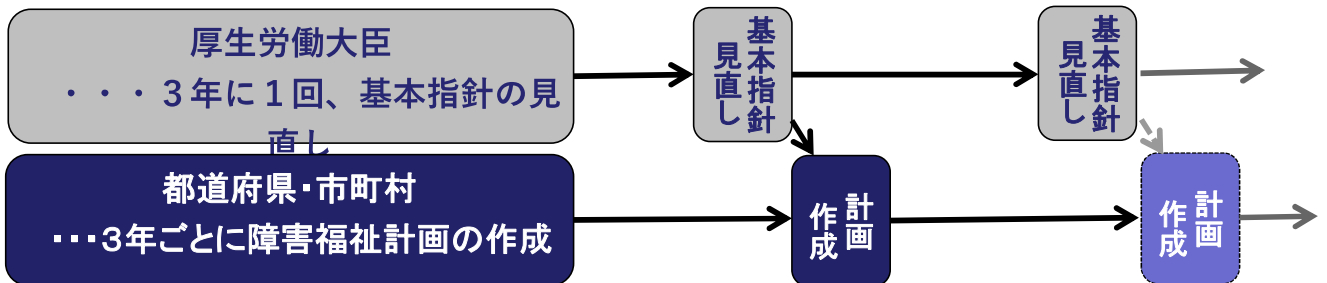 厚生労働大臣
・・・３年に１回、基本指針の見
直し
基本指針
見直し
基本指針
見直し
都道府県・市町村
・・・３年ごとに障害福祉計画の作成
計画
作成
計画
作成